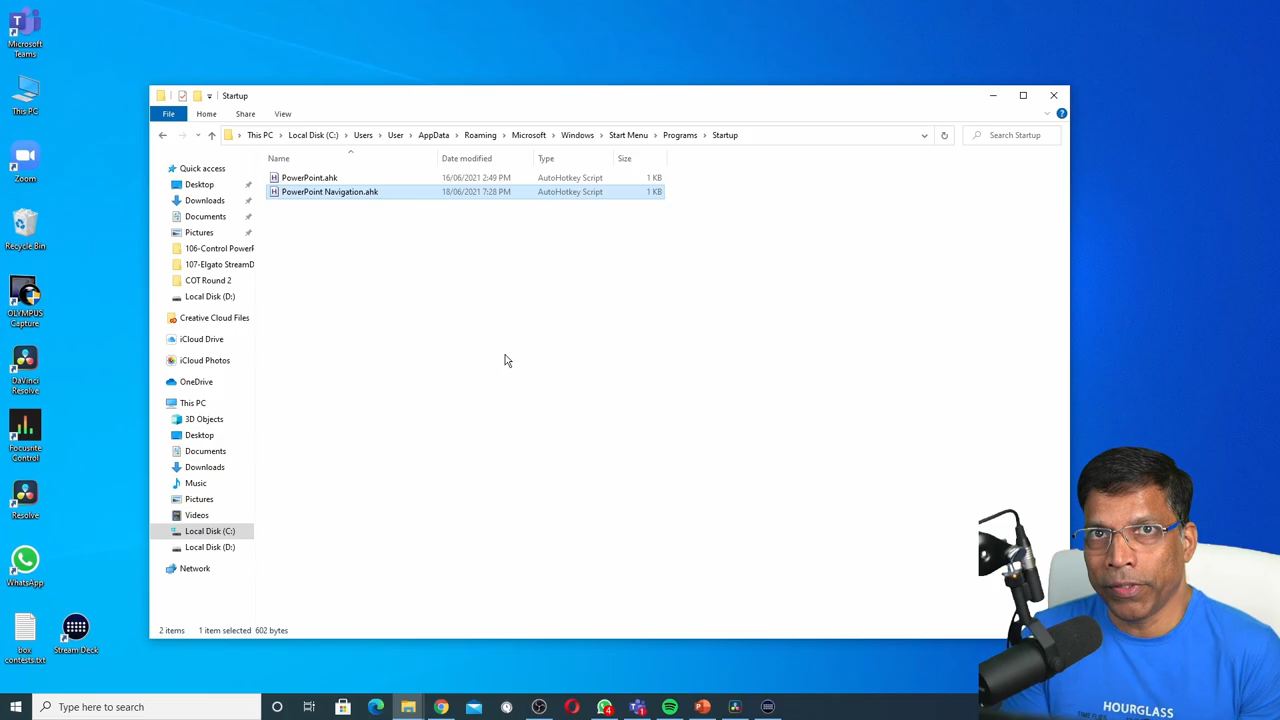 Microsoft
Teams
This PC
Zoom
Recycle Bin
OLYMPUS
Capture
DaVinci
Resolve
Focusrite
Control
Resolve
WhatsApp
box
contests.txt
Stream Deck
Startup
File
Home
Share
View
This PC
Local Disk (C:)
Users
User
AppData
Roaming
Microsoft
Windows
Start Menu
Programs
Startup
Search Startup
Name
Date modified
Type
Size
PowerPoint.ahk
16/06/2021 2:49 PM
AutoHotkey Script
1 KB
PowerPoint Navigation.ahk
18/06/2021 7:28 PM
AutoHotkey Script
1 KB
Quick access
Desktop
Downloads
Documents
Pictures
106-Control PowerP
107-Elgato StreamD
COT Round 2
Local Disk (D:)
Creative Cloud Files
iCloud Drive
iCloud Photos
OneDrive
This PC
3D Objects
Desktop
Documents
Downloads
Music
Pictures
Videos
Local Disk (C:)
Local Disk (D:)
Network
2 items
1 item selected
602 bytes
Type here to search
4
HOURGLASS